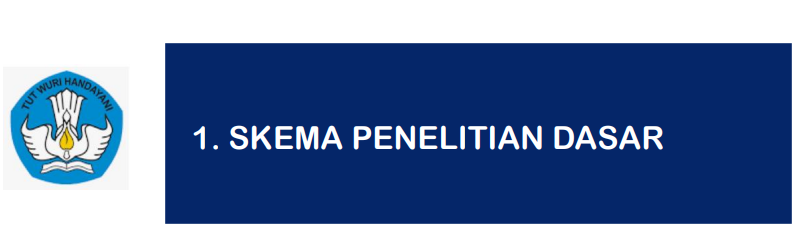 TUT WURI HANDAYANI
1. SKEMA PENELITIAN DASAR